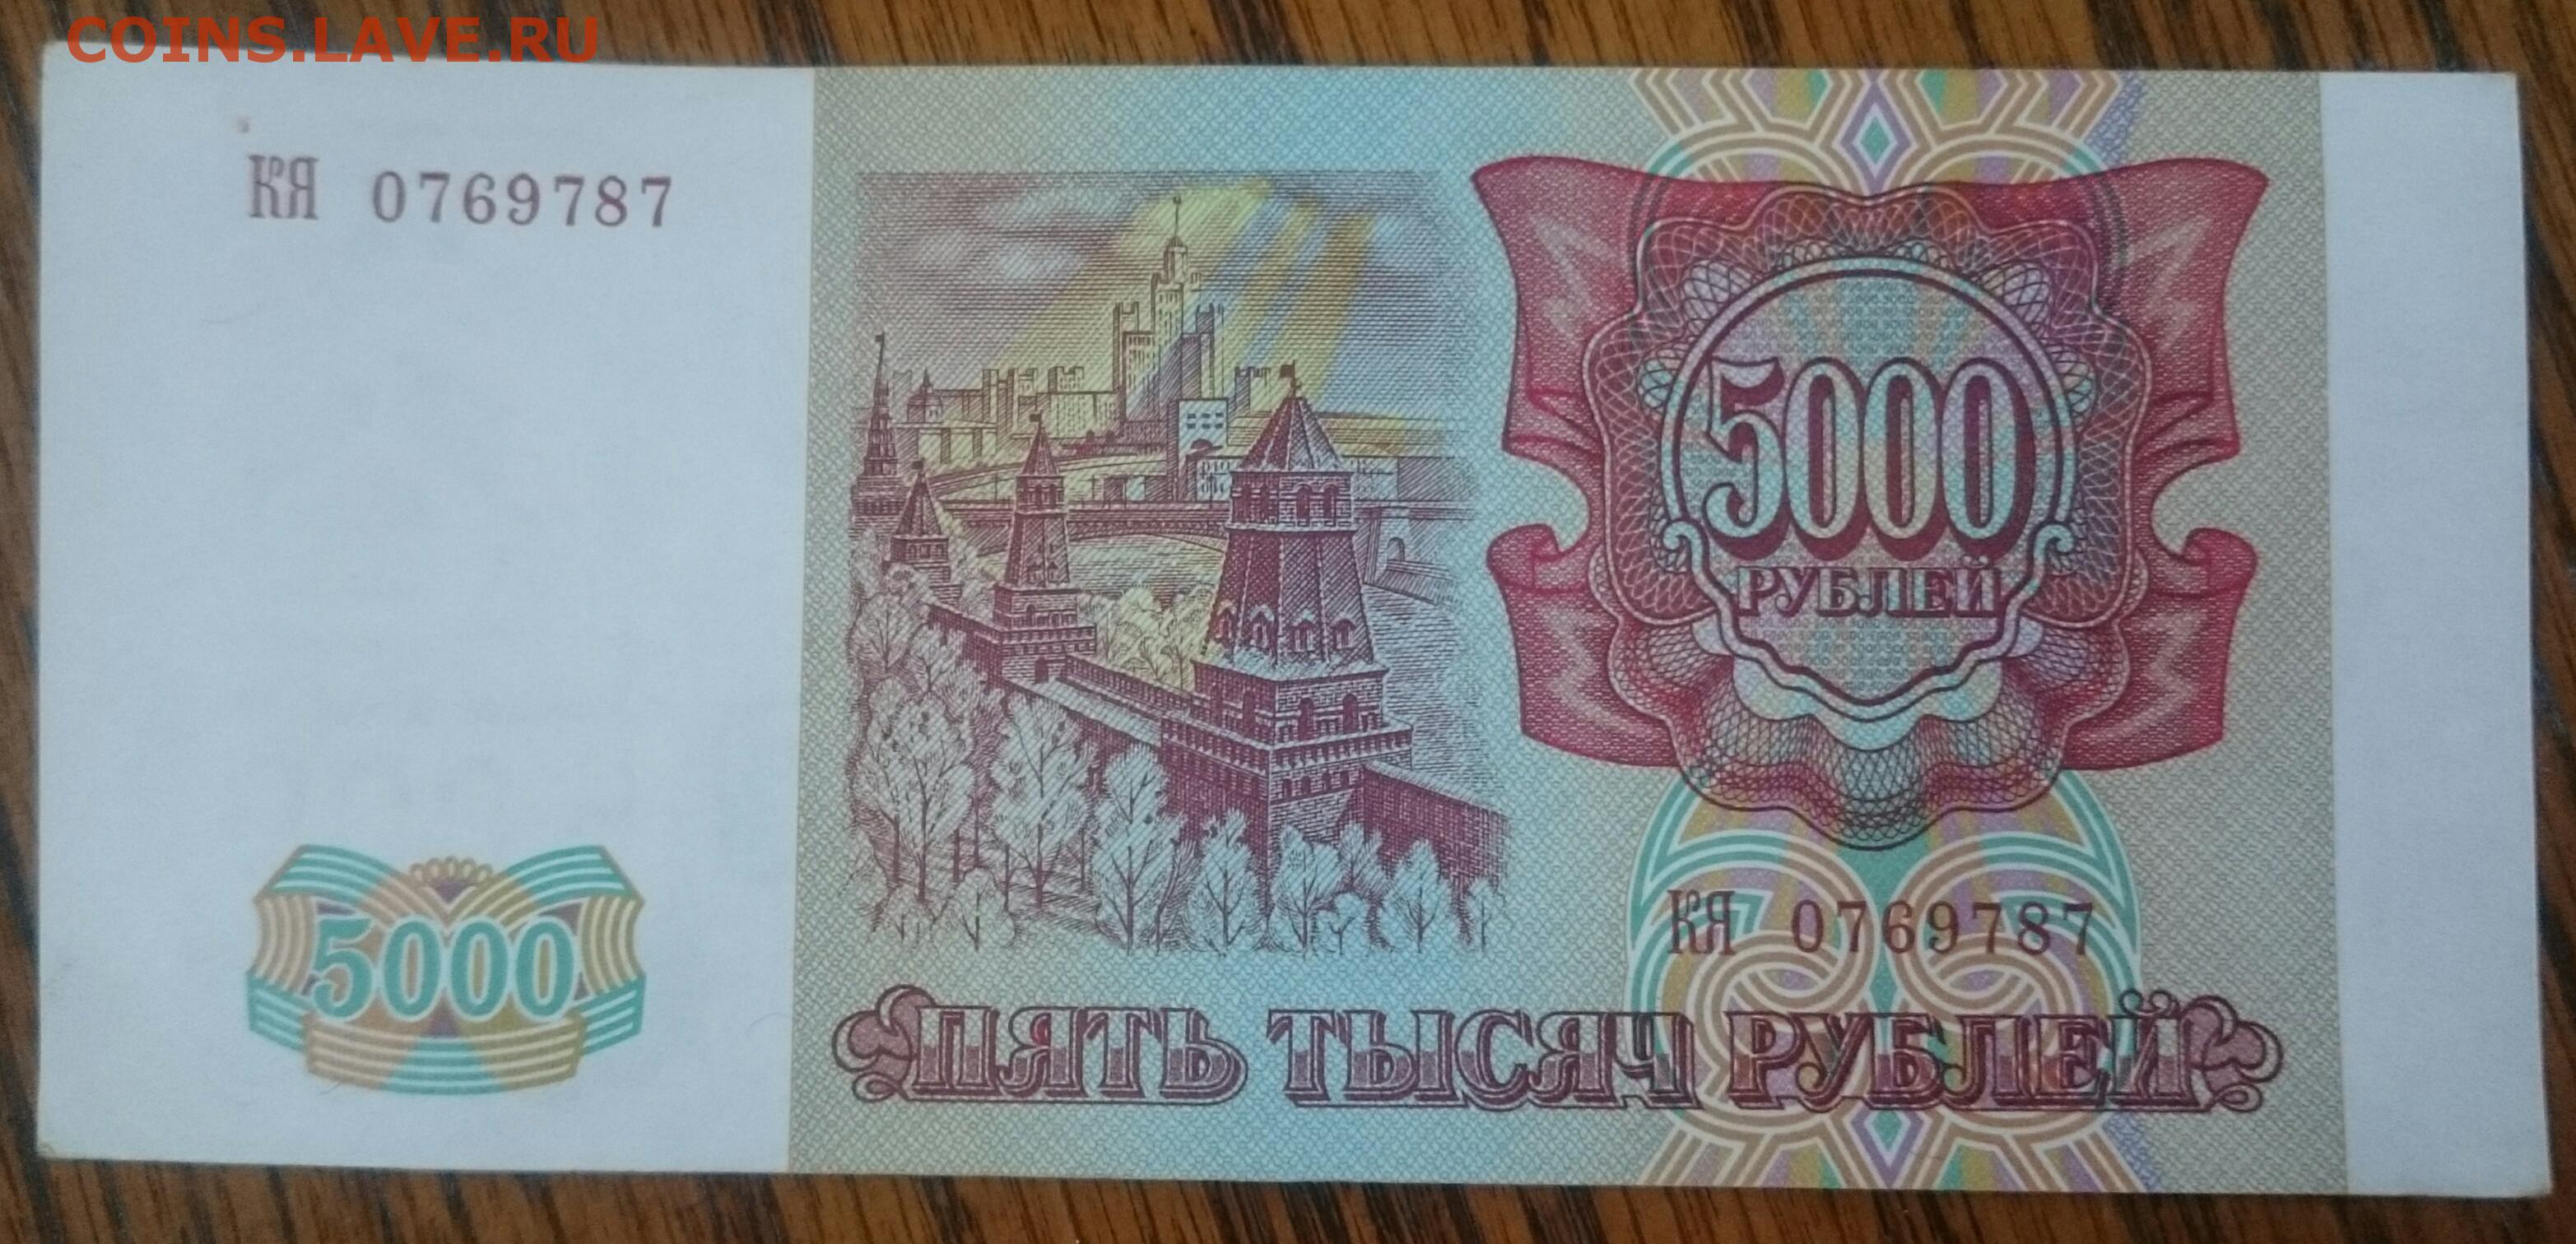 COINS.LAVE.RU
КЯ 0769787
5000
РУБЛЕЙ
5000
КЯ 0769787
ПЯТЬ ТЫСЯЧ РУБЛЕЙ